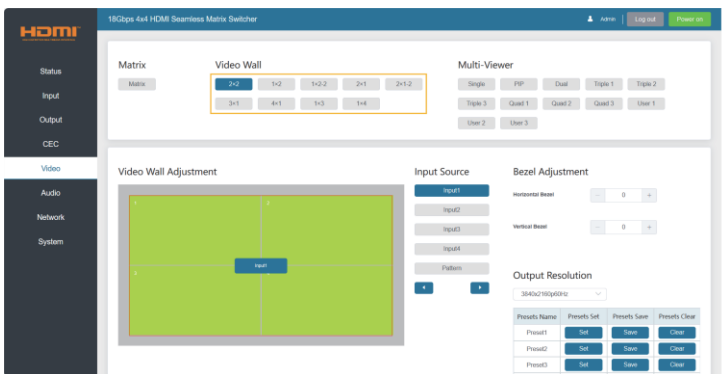 HDMI
18Gbps 4x4 HDMI Seamless Matrix Switcher
Admin
Log out
Power on
Status
Input
Output
CEC
Video
Audio
Network
System
Matrix
Matrix
Video Wall
2×2 1×2 1×2-2 2×1 2×1-2
3×1 4×1 1×3 1×4
Multi-Viewer
Single PIP Dual Triple 1 Triple 2
Triple 3 Quad 1 Quad 2 Quad 3 User 1
User 2 User 3
Video Wall Adjustment
Input1
Input Source
Input1
Input2
Input3
Input4
Pattern
Bezel Adjustment
Horizontal Bezel - 0 +
Vertical Bezel - 0 +
Output Resolution
3840x2160p60Hz
Presets Name Presets Set Presets Save Presets Clear
Preset1 Set Save Clear
Preset2 Set Save Clear
Preset3 Set Save Clear